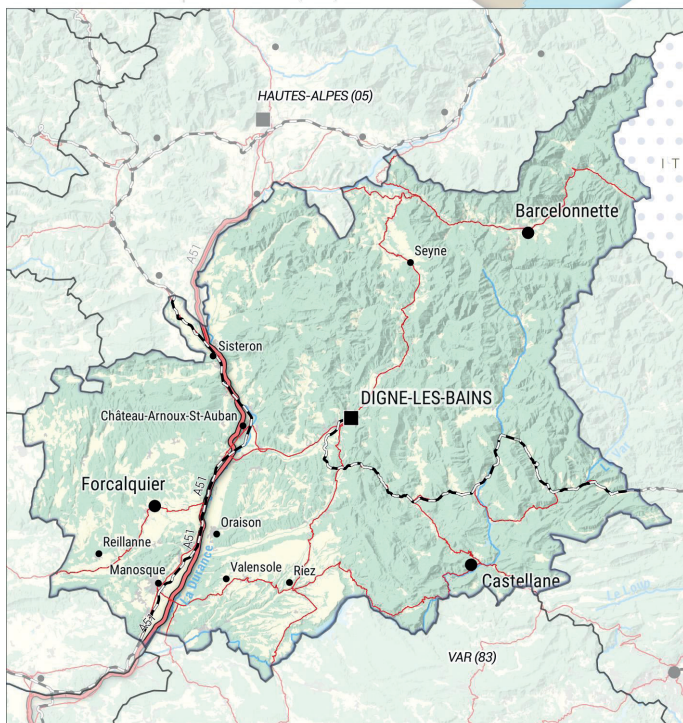 HAUTES-ALPES (05)
I T
Barcelonnette
A51
Seyne
Sisteron
DIGNE-LES-BAINS
Château-Arnoux-St-Auban
Forcalquier
A51
Oraison
A51
Reillanne
Manosque
Valensole
Riez
La Durance
Castellane
A51
Le Var
Le Loup
VAR (83)